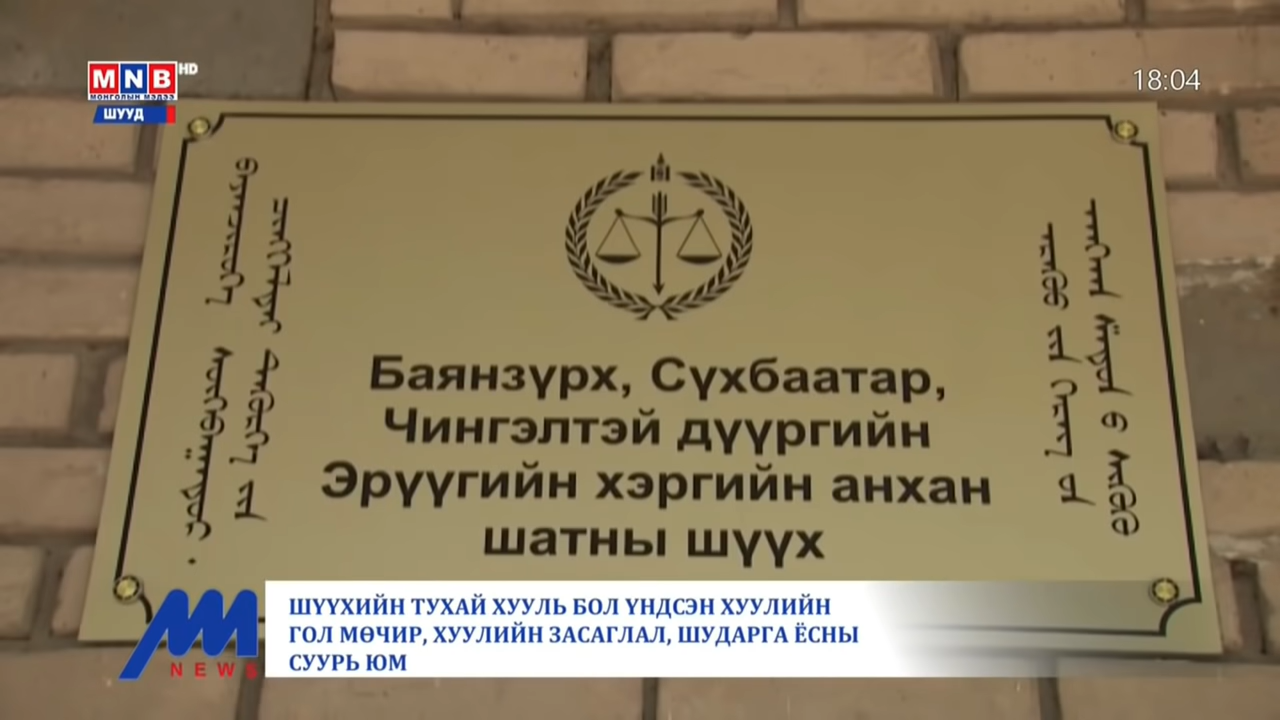 MNB HD
МОНГОЛЫН МЭДЭЭ
ШУУД
18:04
Баянзүрх, Сүхбаатар,
Чингэлтэй дүүргийн
Эрүүгийн хэргийн анхан
шатны шүүх
ШҮҮХИЙН ТУХАЙ ХУУЛЬ БОЛ ҮНДСЭН ХУУЛИЙН
ГОЛ МӨЧИР, ХУУЛИЙН ЗАСАГЛАЛ, ШУДАРГА ЁСНЫ
СУУРЬ ЮМ
NEWS